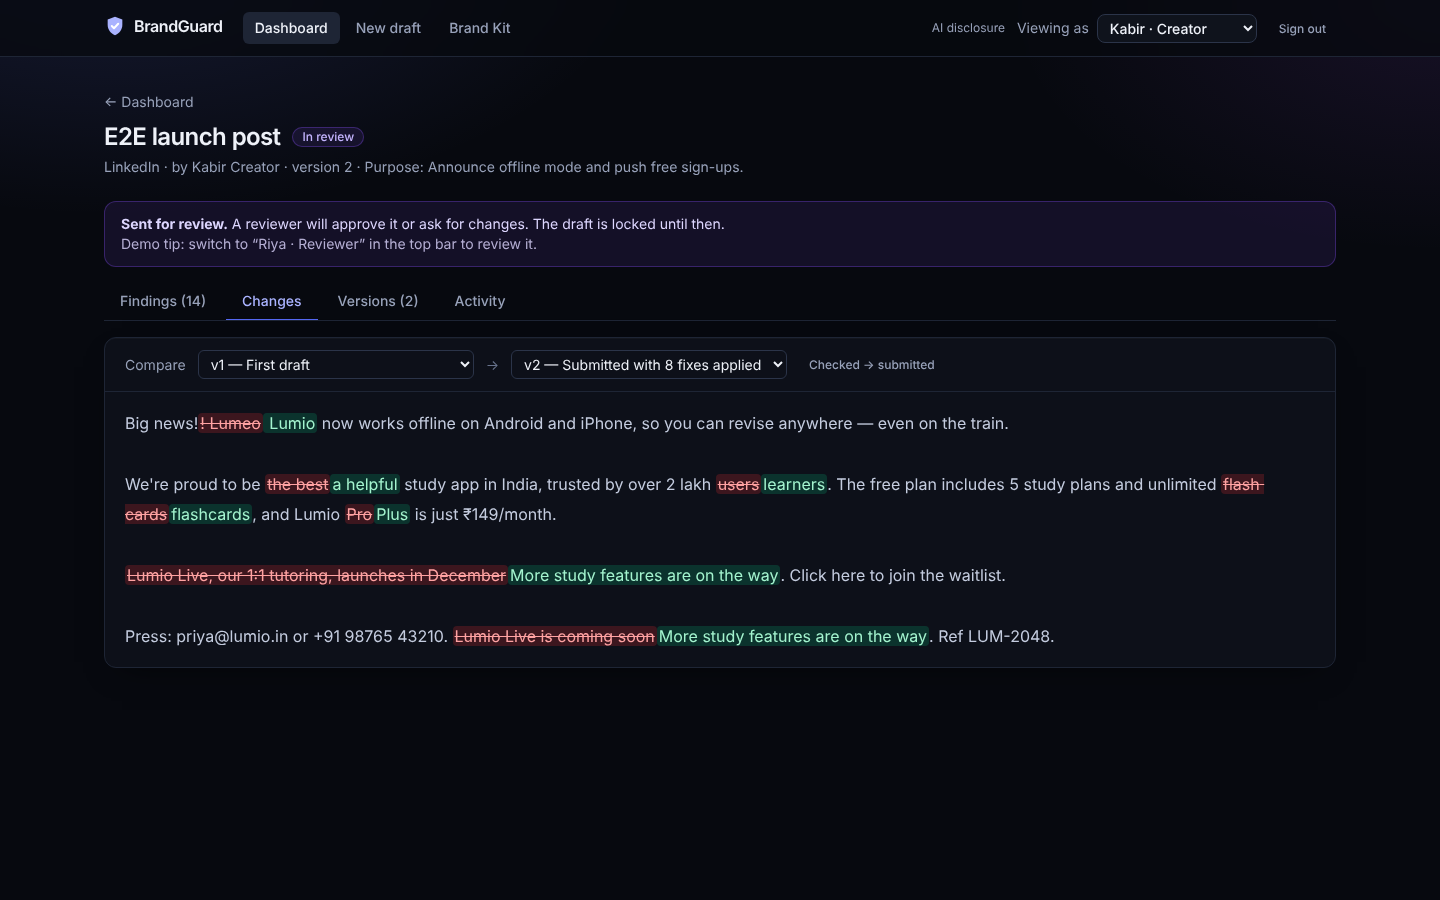 BrandGuard Dashboard New draft Brand Kit AI disclosure Viewing as Kabir · Creator Sign out
← Dashboard
E2E launch post In review
LinkedIn · by Kabir Creator · version 2 · Purpose: Announce offline mode and push free sign-ups.
Sent for review. A reviewer will approve it or ask for changes. The draft is locked until then.
Demo tip: switch to “Riya · Reviewer” in the top bar to review it.
Findings (14) Changes Versions (2) Activity
Compare v1 — First draft → v2 — Submitted with 8 fixes applied Checked → submitted
Big news!! Lumeo Lumio now works offline on Android and iPhone, so you can revise anywhere — even on the train.
We're proud to be the best a helpful study app in India, trusted by over 2 lakh users learners. The free plan includes 5 study plans and unlimited flash-
cards flashcards, and Lumio Pro Plus is just ₹149/month.
Lumio Live, our 1:1 tutoring, launches in December More study features are on the way. Click here to join the waitlist.
Press: priya@lumio.in or +91 98765 43210. Lumio Live is coming soon More study features are on the way. Ref LUM-2048.